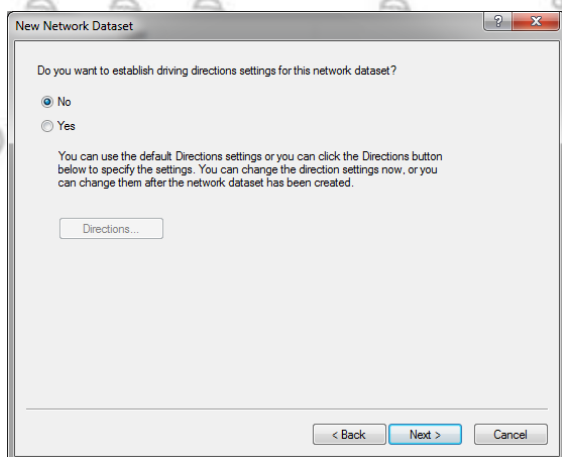 New Network Dataset
Do you want to establish driving directions settings for this network dataset?
No
Yes
You can use the default Directions settings or you can click the Directions button
below to specify the settings. You can change the direction settings now, or you
can change them after the network dataset has been created.
Directions...
< Back
Next >
Cancel